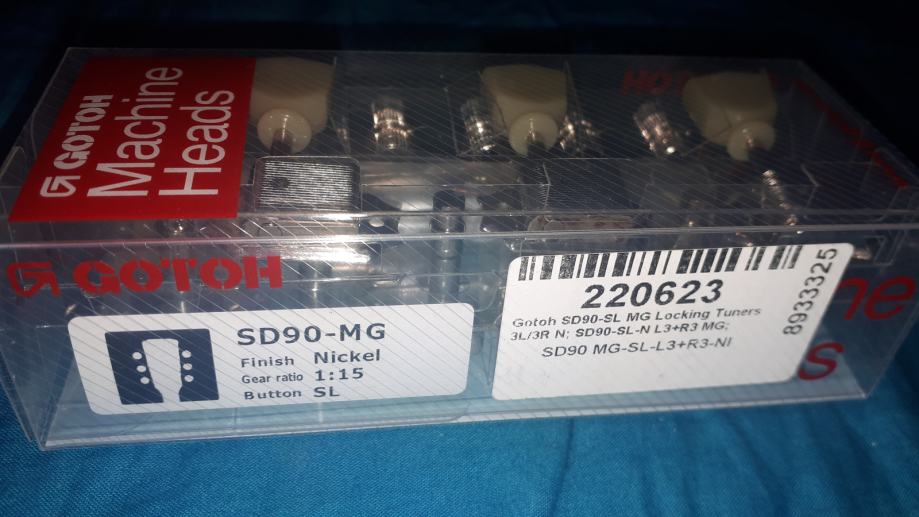 GOTOH
Machine
Heads
GOTOH
SD90-MG
Finish Nickel
Gear ratio 1:15
Button SL
220623
Gotoh SD90-SL MG Locking Tuners
3L/3R N; SD90-SL-N L3+R3 MG;
SD90 MG-SL-L3+R3-NI
8933325